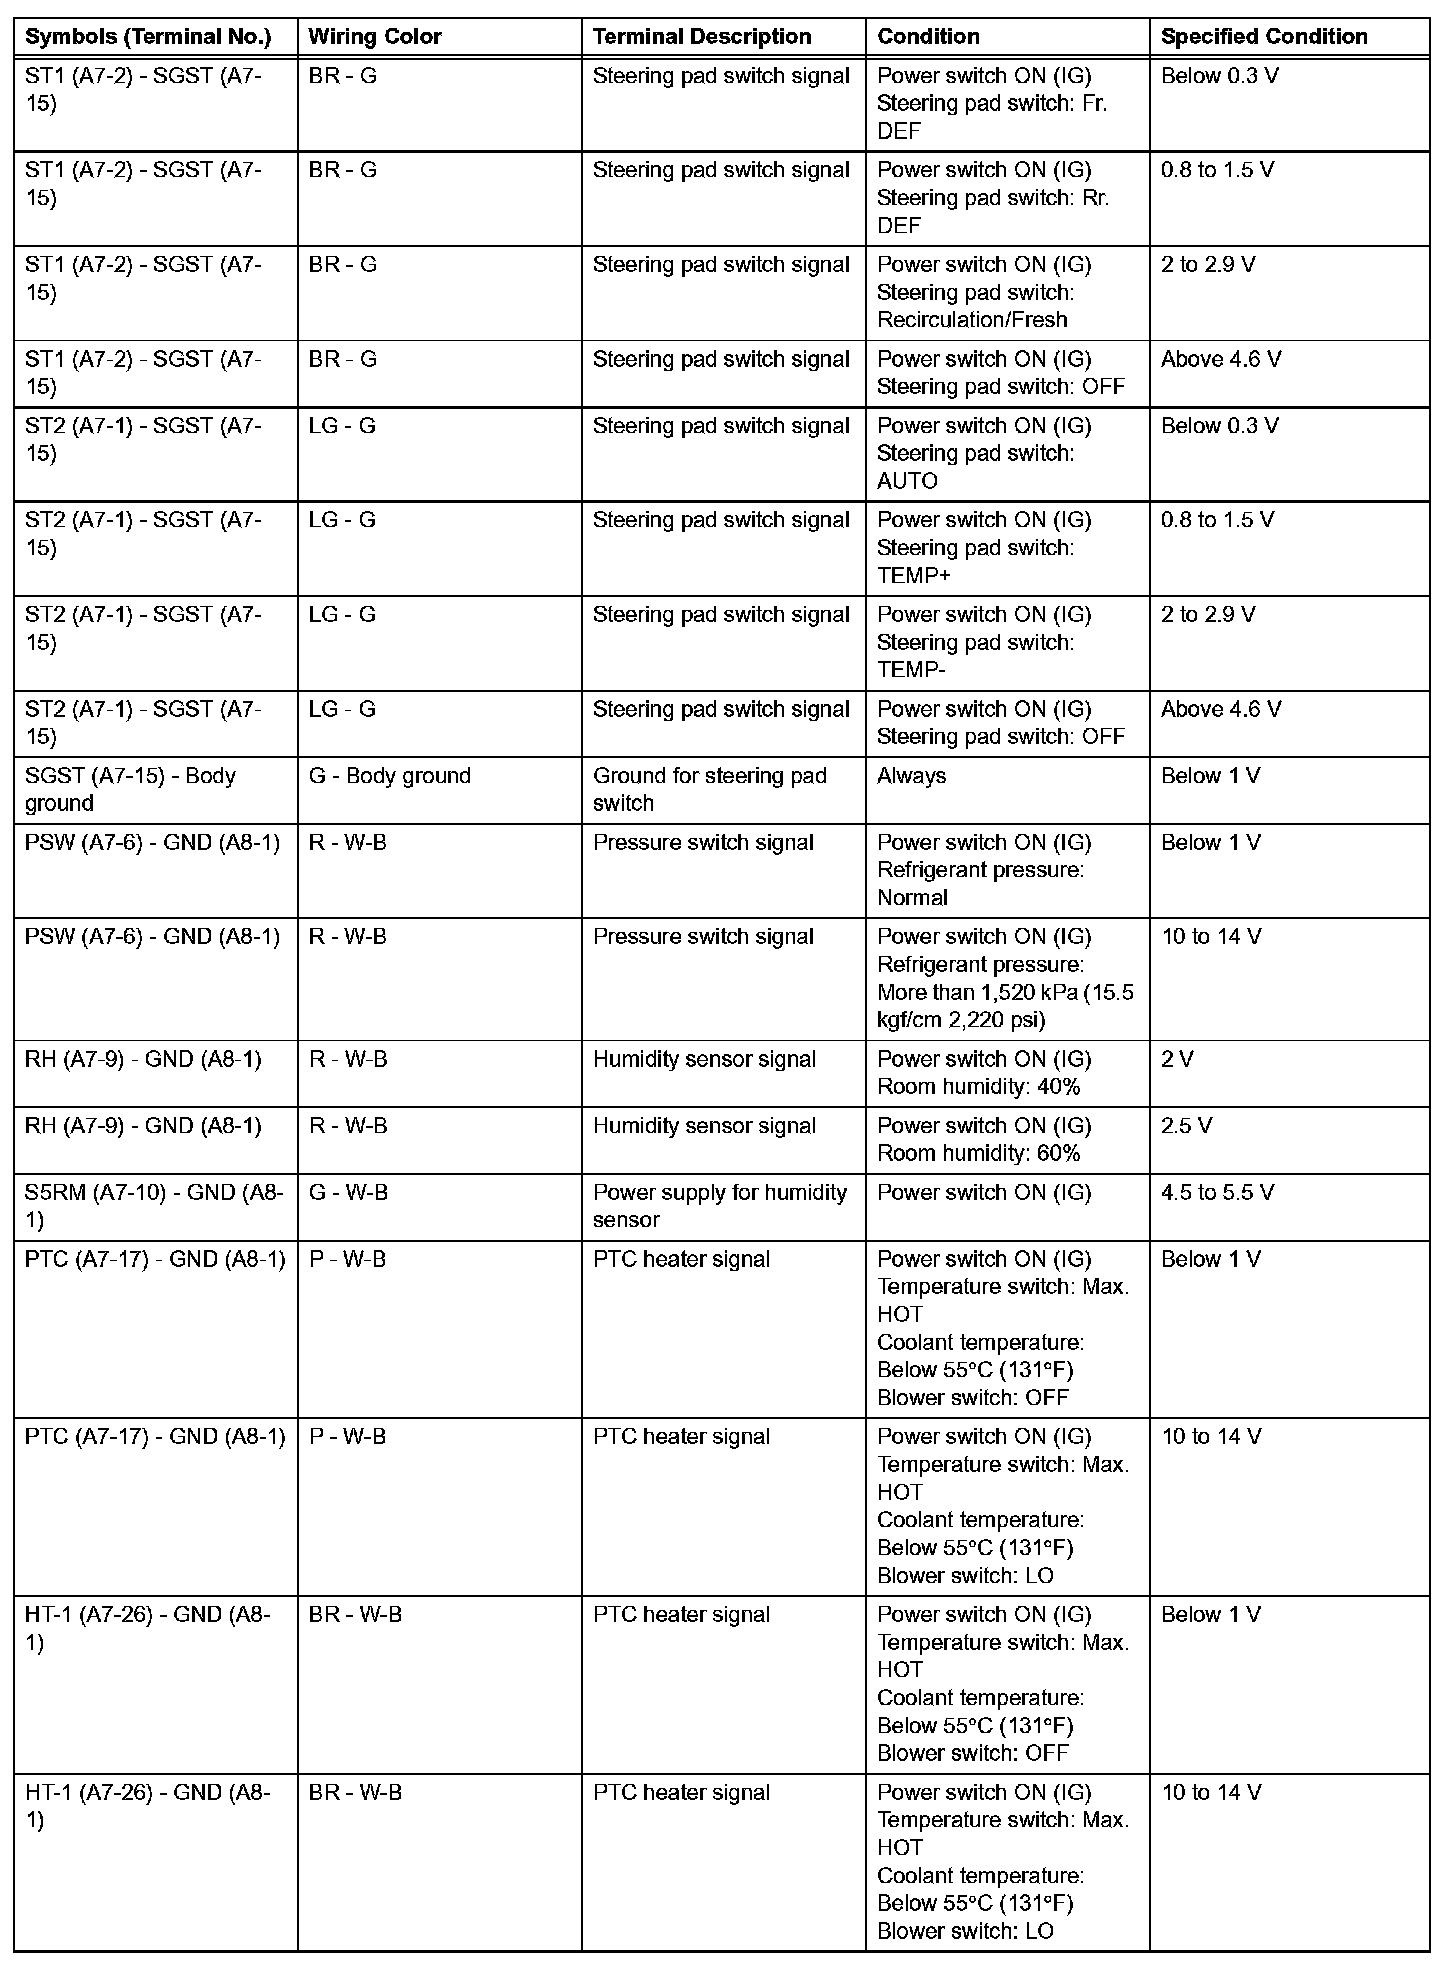 Symbols (Terminal No.) Wiring Color Terminal Description Condition Specified Condition
ST1 (A7-2) - SGST (A7-15) BR - G Steering pad switch signal Power switch ON (IG) Steering pad switch: Fr. DEF Below 0.3 V
ST1 (A7-2) - SGST (A7-15) BR - G Steering pad switch signal Power switch ON (IG) Steering pad switch: Rr. DEF 0.8 to 1.5 V
ST1 (A7-2) - SGST (A7-15) BR - G Steering pad switch signal Power switch ON (IG) Steering pad switch: Recirculation/Fresh 2 to 2.9 V
ST1 (A7-2) - SGST (A7-15) BR - G Steering pad switch signal Power switch ON (IG) Steering pad switch: OFF Above 4.6 V
ST2 (A7-1) - SGST (A7-15) LG - G Steering pad switch signal Power switch ON (IG) Steering pad switch: AUTO Below 0.3 V
ST2 (A7-1) - SGST (A7-15) LG - G Steering pad switch signal Power switch ON (IG) Steering pad switch: TEMP+ 0.8 to 1.5 V
ST2 (A7-1) - SGST (A7-15) LG - G Steering pad switch signal Power switch ON (IG) Steering pad switch: TEMP- 2 to 2.9 V
ST2 (A7-1) - SGST (A7-15) LG - G Steering pad switch signal Power switch ON (IG) Steering pad switch: OFF Above 4.6 V
SGST (A7-15) - Body ground G - Body ground Ground for steering pad switch Always Below 1 V
PSW (A7-6) - GND (A8-1) R - W-B Pressure switch signal Power switch ON (IG) Refrigerant pressure: Normal Below 1 V
PSW (A7-6) - GND (A8-1) R - W-B Pressure switch signal Power switch ON (IG) Refrigerant pressure: More than 1,520 kPa (15.5 kgf/cm 2,220 psi) 10 to 14 V
RH (A7-9) - GND (A8-1) R - W-B Humidity sensor signal Power switch ON (IG) Room humidity: 40% 2 V
RH (A7-9) - GND (A8-1) R - W-B Humidity sensor signal Power switch ON (IG) Room humidity: 60% 2.5 V
S5RM (A7-10) - GND (A8-1) G - W-B Power supply for humidity sensor Power switch ON (IG) 4.5 to 5.5 V
PTC (A7-17) - GND (A8-1) P - W-B PTC heater signal Power switch ON (IG) Temperature switch: Max. HOT Coolant temperature: Below 55°C (131°F) Blower switch: OFF Below 1 V
PTC (A7-17) - GND (A8-1) P - W-B PTC heater signal Power switch ON (IG) Temperature switch: Max. HOT Coolant temperature: Below 55°C (131°F) Blower switch: LO 10 to 14 V
HT-1 (A7-26) - GND (A8-1) BR - W-B PTC heater signal Power switch ON (IG) Temperature switch: Max. HOT Coolant temperature: Below 55°C (131°F) Blower switch: OFF Below 1 V
HT-1 (A7-26) - GND (A8-1) BR - W-B PTC heater signal Power switch ON (IG) Temperature switch: Max. HOT Coolant temperature: Below 55°C (131°F) Blower switch: LO 10 to 14 V